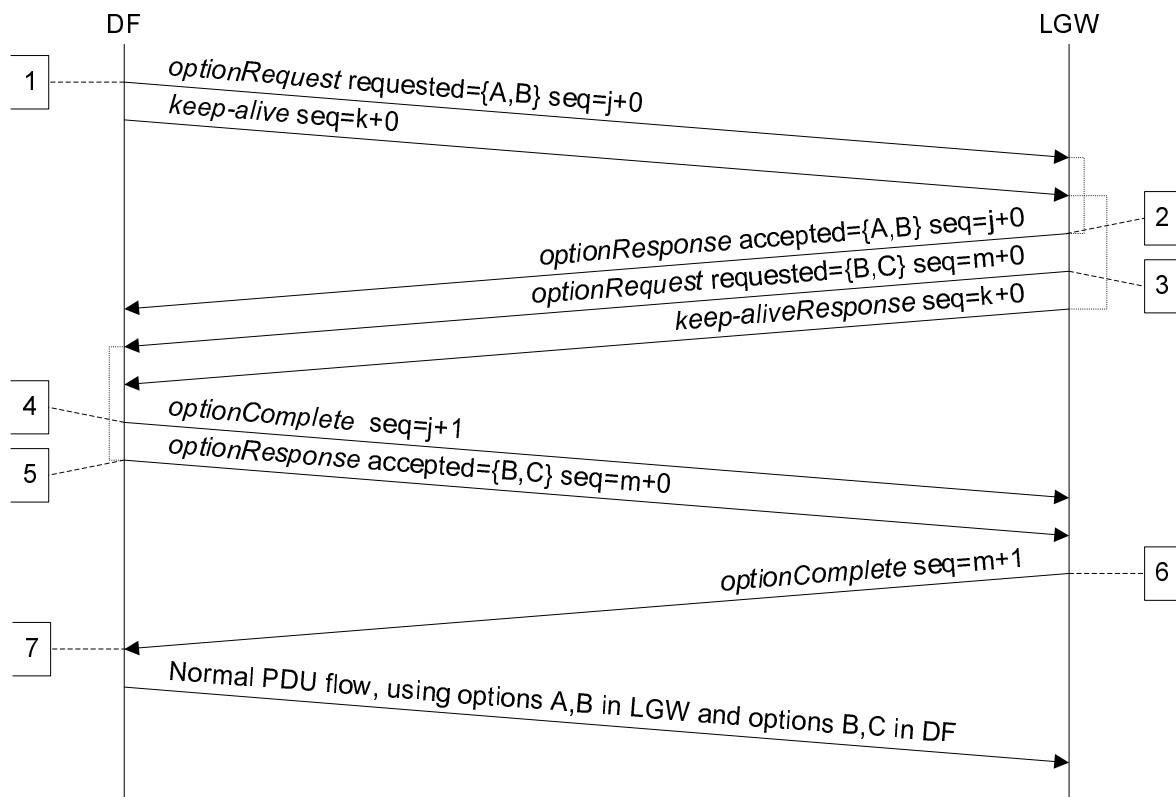 DF
LGW
1
optionRequest requested={A,B} seq=j+0
keep-alive seq=k+0
optionResponse accepted={A,B} seq=j+0
2
optionRequest requested={B,C} seq=m+0
3
keep-aliveResponse seq=k+0
4
optionComplete seq=j+1
optionResponse accepted={B,C} seq=m+0
5
optionComplete seq=m+1
6
7
Normal PDU flow, using options A,B in LGW and options B,C in DF